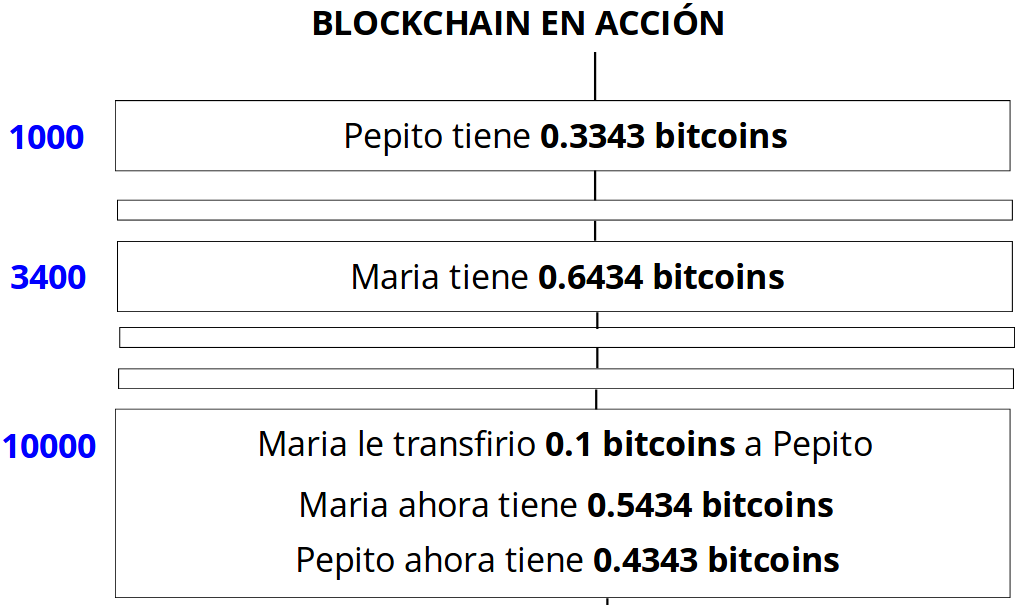 BLOCKCHAIN EN ACCIÓN
1000
Pepito tiene 0.3343 bitcoins
3400
Maria tiene 0.6434 bitcoins
10000
Maria le transfirio 0.1 bitcoins a Pepito
Maria ahora tiene 0.5434 bitcoins
Pepito ahora tiene 0.4343 bitcoins